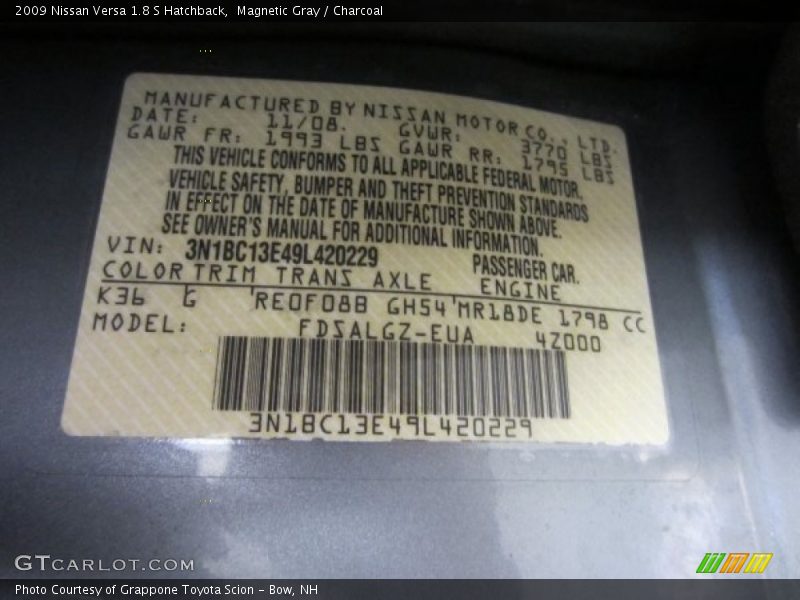 2009 Nissan Versa 1.8 S Hatchback,  Magnetic Gray / Charcoal
MANUFACTURED BY NISSAN MOTOR CO., LTD.
DATE: 11/08. GVWR: 3770 LBS
GAWR FR: 1993 LBS GAWR RR: 1795 LBS
THIS VEHICLE CONFORMS TO ALL APPLICABLE FEDERAL MOTOR.
VEHICLE SAFETY, BUMPER AND THEFT PREVENTION STANDARDS
IN EFFECT ON THE DATE OF MANUFACTURE SHOWN ABOVE.
SEE OWNER'S MANUAL FOR ADDITIONAL INFORMATION.
VIN: 3N1BC13E49L420229 PASSENGER CAR.
COLOR TRIM TRANS AXLE ENGINE
K36 G RE0F08B GH54 MR18DE 1798 CC
MODEL: FDSALGZ-EUA 4Z000
3N1BC13E49L420229
GTCARLOT.COM
Photo Courtesy of Grappone Toyota Scion - Bow, NH